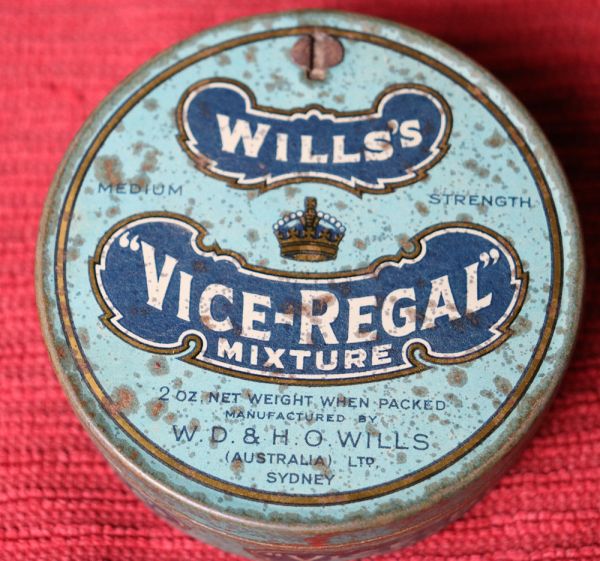 WILLS'S
MEDIUM STRENGTH
"VICE-REGAL"
MIXTURE
2 OZ. NET WEIGHT WHEN PACKED
MANUFACTURED BY
W. D. & H. O. WILLS
(AUSTRALIA) LTD.
SYDNEY